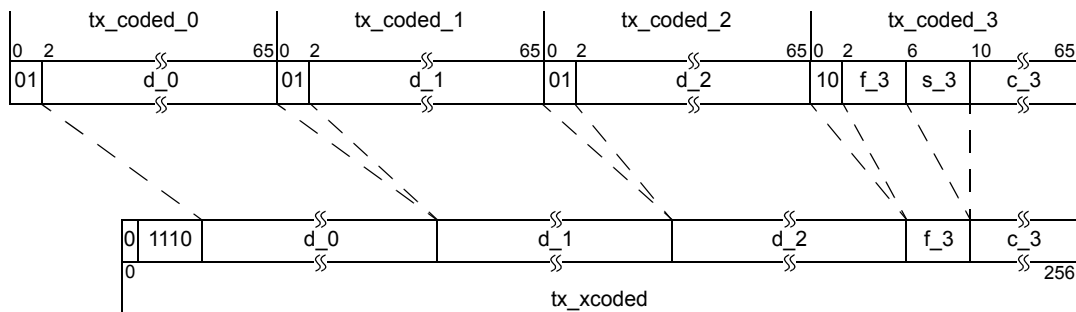 tx_coded_0 tx_coded_1 tx_coded_2 tx_coded_3
0 2 65 0 2 65 0 2 65 0 2 6 10 65
01 d_0 01 d_1 01 d_2 10 f_3 s_3 c_3
0 1110 d_0 d_1 d_2 f_3 c_3
0 256
tx_xcoded